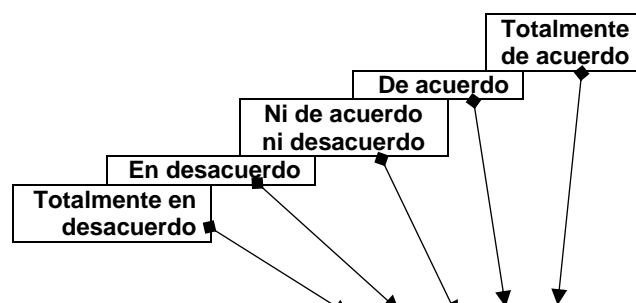 Totalmente
de acuerdo
De acuerdo
Ni de acuerdo
ni desacuerdo
En desacuerdo
Totalmente en
desacuerdo